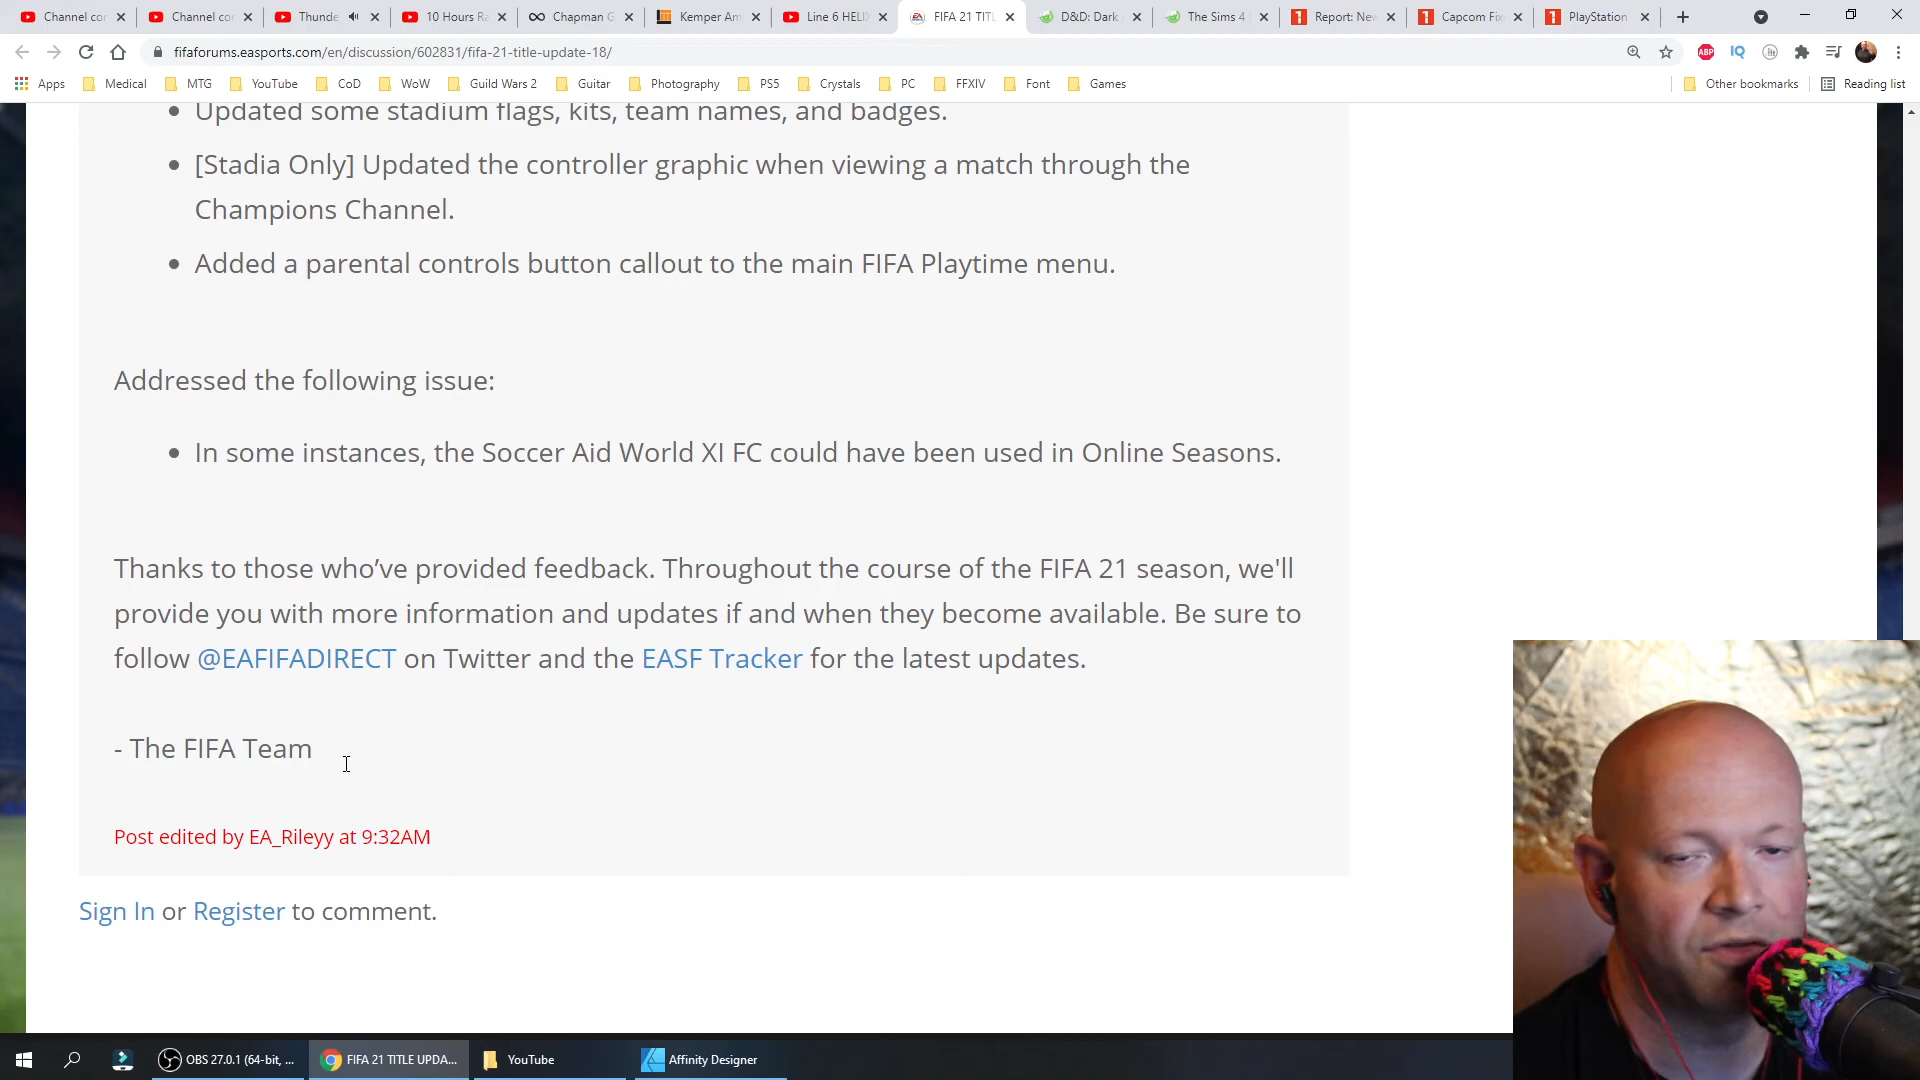 Channel cor
Channel co
Thunde
10 Hours Ra
Chapman G
Kemper Am
Line 6 HELIX
FIFA 21 TITL
D&D: Dark
The Sims 4
Report: New
Capcom Fix
PlayStation
fifaforums.easports.com/en/discussion/602831/fifa-21-title-update-18/
ABP
IQ
Apps
Medical
MTG
YouTube
CoD
WoW
Guild Wars 2
Guitar
Photography
PS5
Crystals
PC
FFXIV
Font
Games
Other bookmarks
Reading list
Updated some stadium flags, kits, team names, and badges.
[Stadia Only] Updated the controller graphic when viewing a match through the
Champions Channel.
Added a parental controls button callout to the main FIFA Playtime menu.
Addressed the following issue:
In some instances, the Soccer Aid World XI FC could have been used in Online Seasons.
Thanks to those who’ve provided feedback. Throughout the course of the FIFA 21 season, we'll
provide you with more information and updates if and when they become available. Be sure to
follow @EAFIFADIRECT on Twitter and the EASF Tracker for the latest updates.
- The FIFA Team
Post edited by EA_Rileyy at 9:32AM
Sign In or Register to comment.
OBS 27.0.1 (64-bit, ...
FIFA 21 TITLE UPDA...
YouTube
Affinity Designer